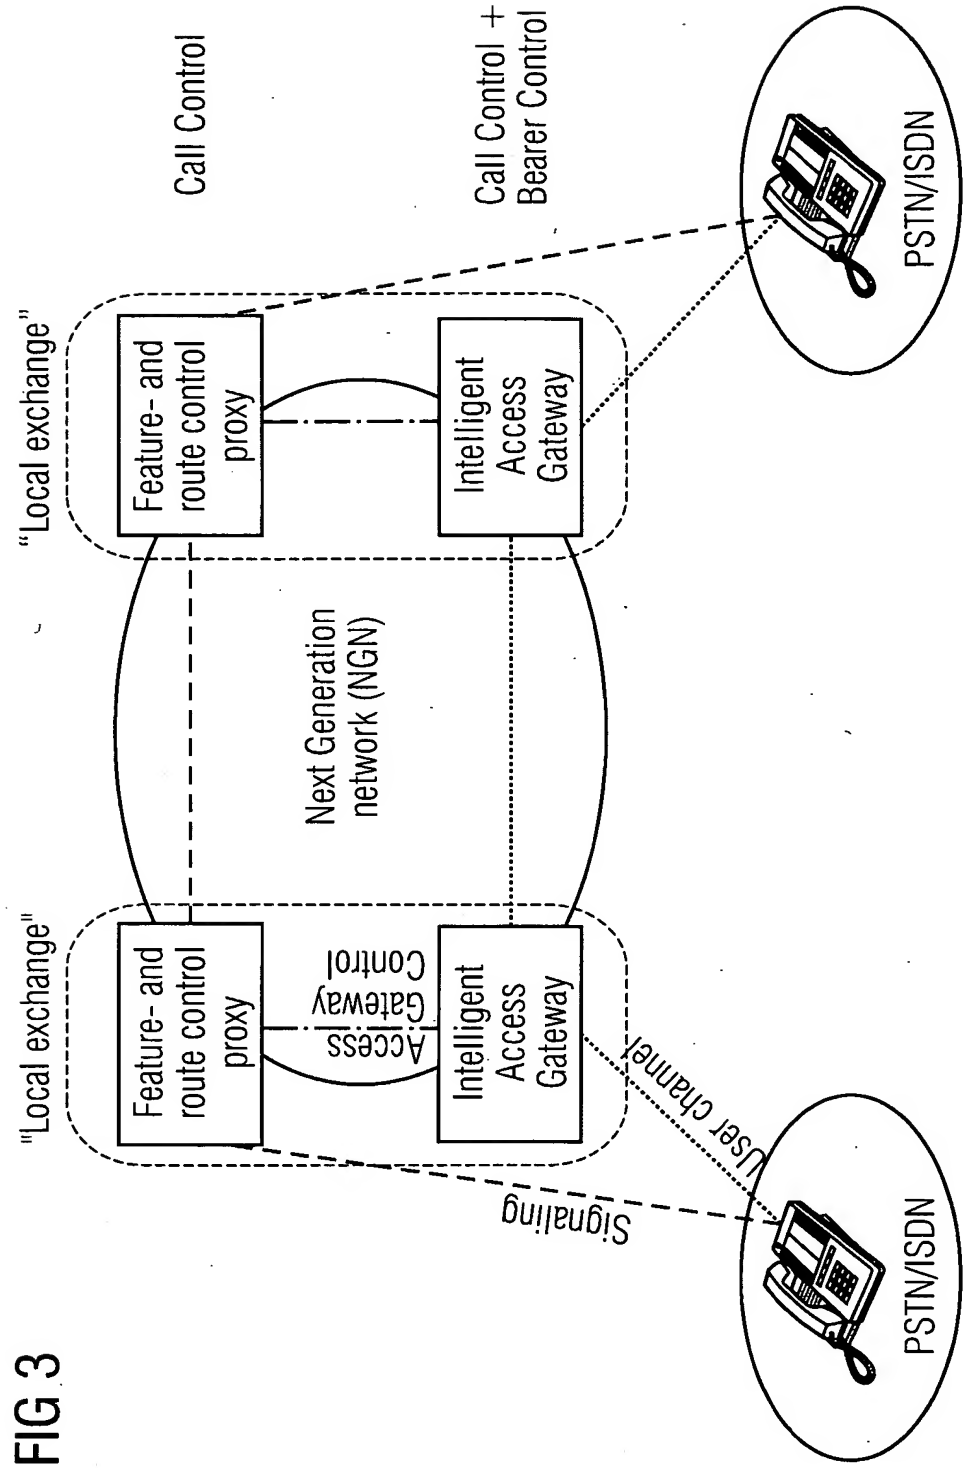 FIG 3
"Local exchange"
"Local exchange"
Call Control
Feature- and
route control
proxy
Feature- and
route control
proxy
Access
Gateway
Control
Next Generation
network (NGN)
Intelligent
Access
Gateway
Intelligent
Access
Gateway
Call Control +
Bearer Control
Signaling
User channel
PSTN/ISDN
PSTN/ISDN